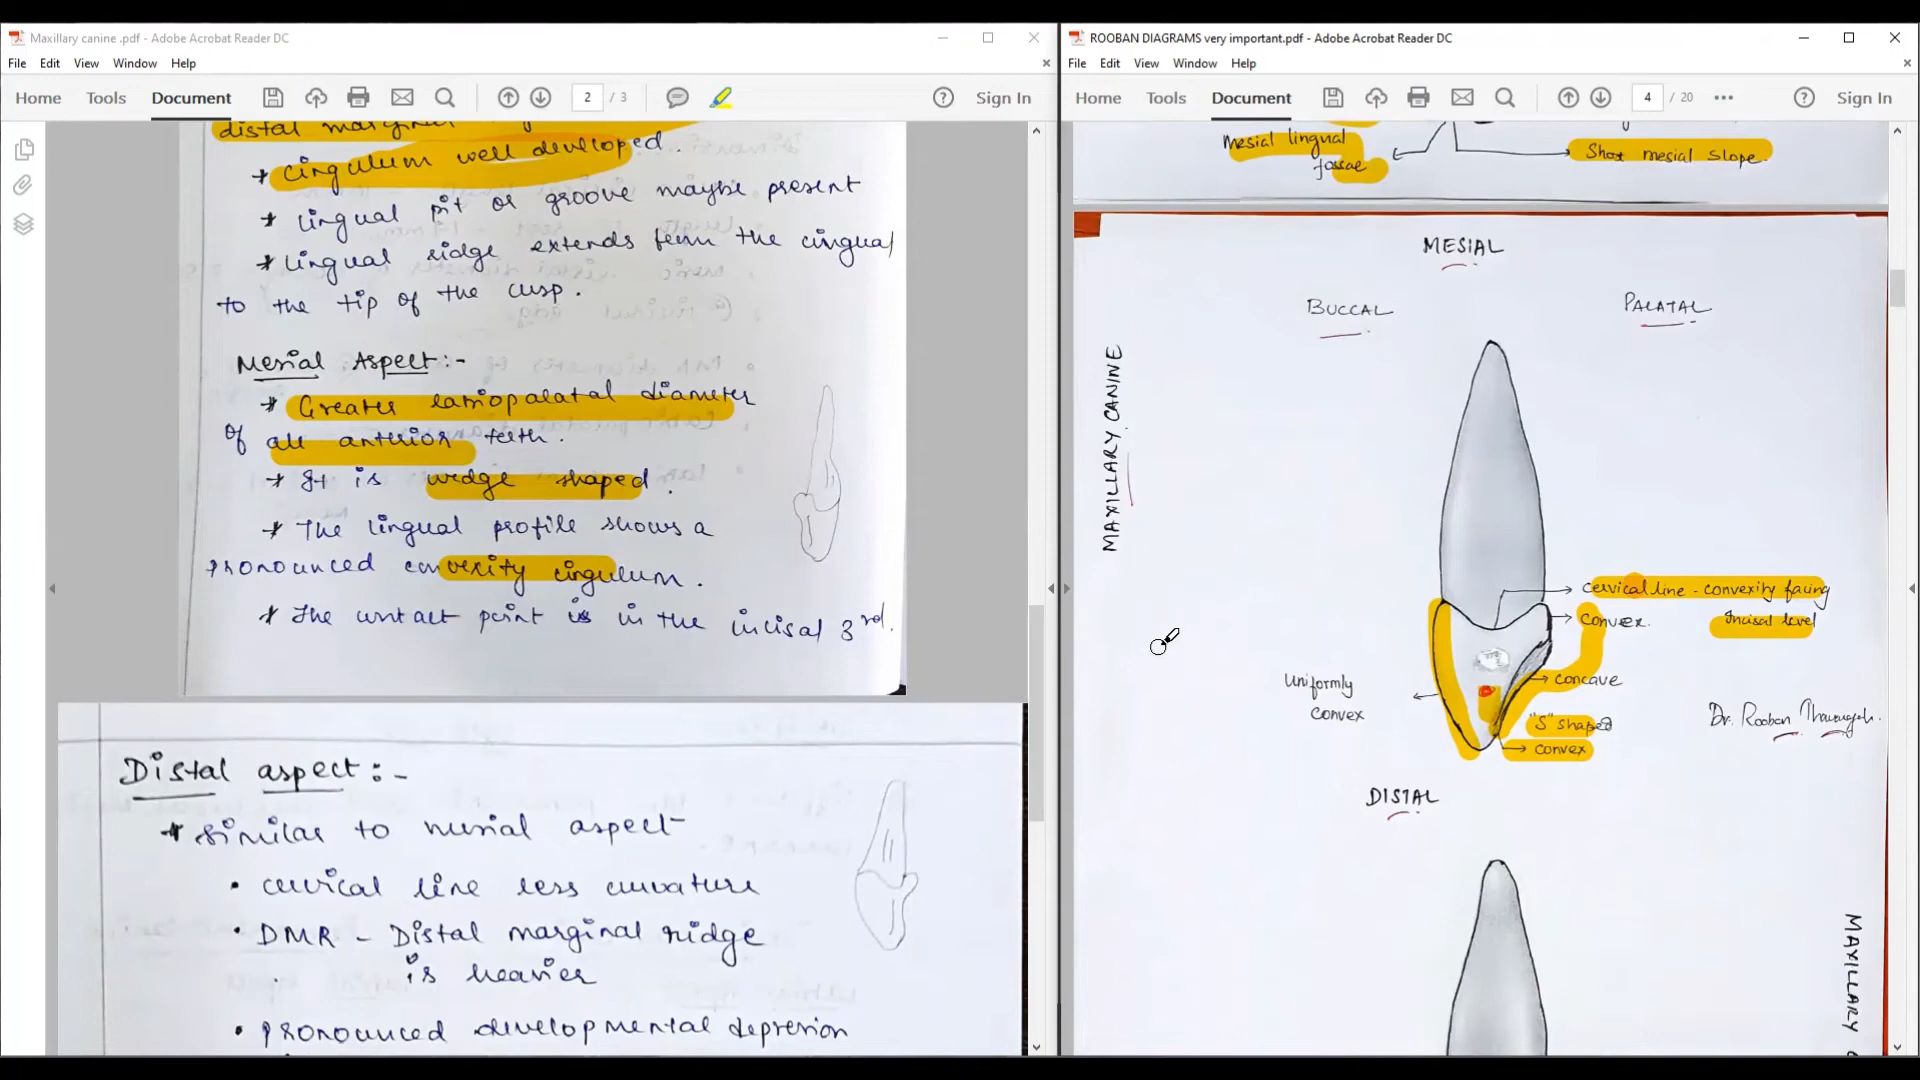 Maxillary canine .pdf - Adobe Acrobat Reader DC
File Edit View Window Help
Home Tools Document 2 / 3 Sign In
distal marginal
* cingulum well developed.
* lingual pit or groove maybe present
* lingual ridge extends from the cingual
to the tip of the cusp.
Mesial Aspect:-
* Greater labiopalatal diameter
of all anterior teeth.
* It is wedge shaped.
* The lingual profile shows a
pronounced convexity cingulum.
* The contact point is in the incisal 3rd.
Distal aspect:-
* similar to mesial aspect
• cervical line less curvature
• DMR - Distal marginal ridge
is heavier
• pronounced developmental depression
ROOBAN DIAGRAMS very important.pdf - Adobe Acrobat Reader DC
File Edit View Window Help
Home Tools Document 4 / 20 Sign In
Mesial lingual
fossae
Short mesial slope.
MESIAL
BUCCAL
PALATAL
MAXILLARY CANINE
Cervical line - convexity facing
Incisal level
Convex.
Concave
Uniformly
convex
"S" shaped
convex
Dr. Rooban
DISTAL
MAXILLARY